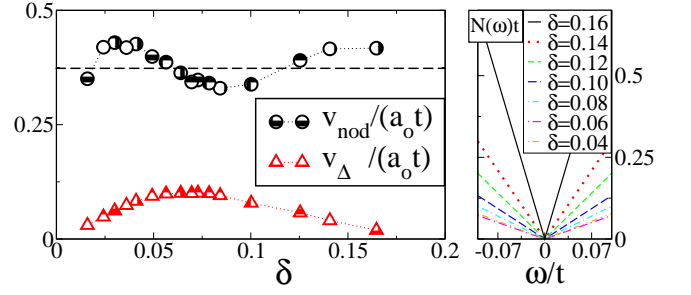 0.5
0.25
0
0 0.05 0.1 0.15 0.2
δ
v_nod/(a_o t)
v_Δ /(a_o t)
N(ω)t
δ=0.16
δ=0.14
δ=0.12
δ=0.10
δ=0.08
δ=0.06
δ=0.04
0.5
0.25
0
-0.07 0 0.07
ω/t